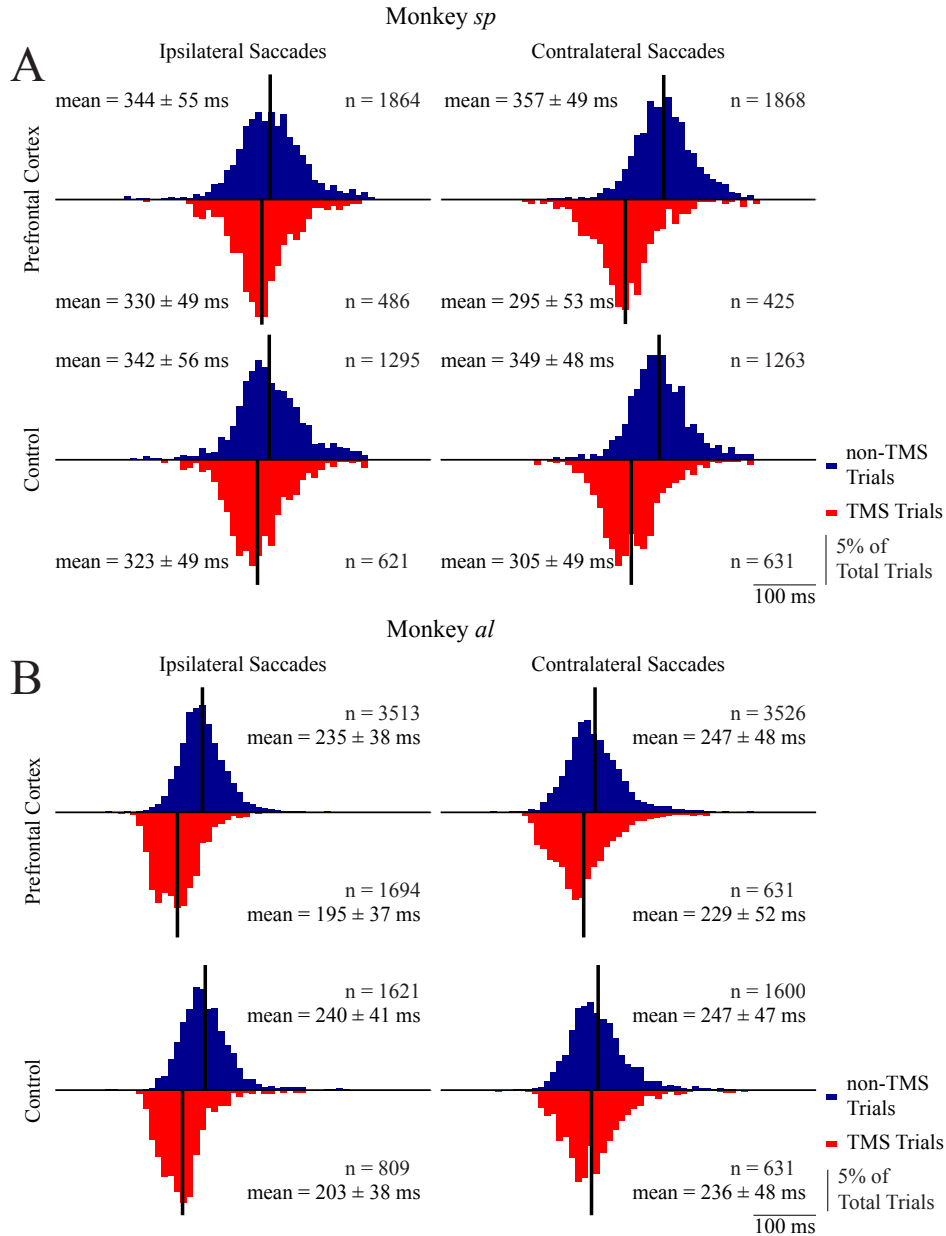 Monkey sp
A
Ipsilateral Saccades
Contralateral Saccades
Prefrontal Cortex
mean = 344 ± 55 ms
n = 1864
mean = 357 ± 49 ms
n = 1868
mean = 330 ± 49 ms
n = 486
mean = 295 ± 53 ms
n = 425
Control
mean = 342 ± 56 ms
n = 1295
mean = 349 ± 48 ms
n = 1263
mean = 323 ± 49 ms
n = 621
mean = 305 ± 49 ms
n = 631
non-TMS
Trials
TMS Trials
5% of
Total Trials
100 ms
Monkey al
B
Ipsilateral Saccades
Contralateral Saccades
Prefrontal Cortex
n = 3513
mean = 235 ± 38 ms
n = 3526
mean = 247 ± 48 ms
n = 1694
mean = 195 ± 37 ms
n = 631
mean = 229 ± 52 ms
Control
n = 1621
mean = 240 ± 41 ms
n = 1600
mean = 247 ± 47 ms
n = 809
mean = 203 ± 38 ms
n = 631
mean = 236 ± 48 ms
non-TMS
Trials
TMS Trials
5% of
Total Trials
100 ms